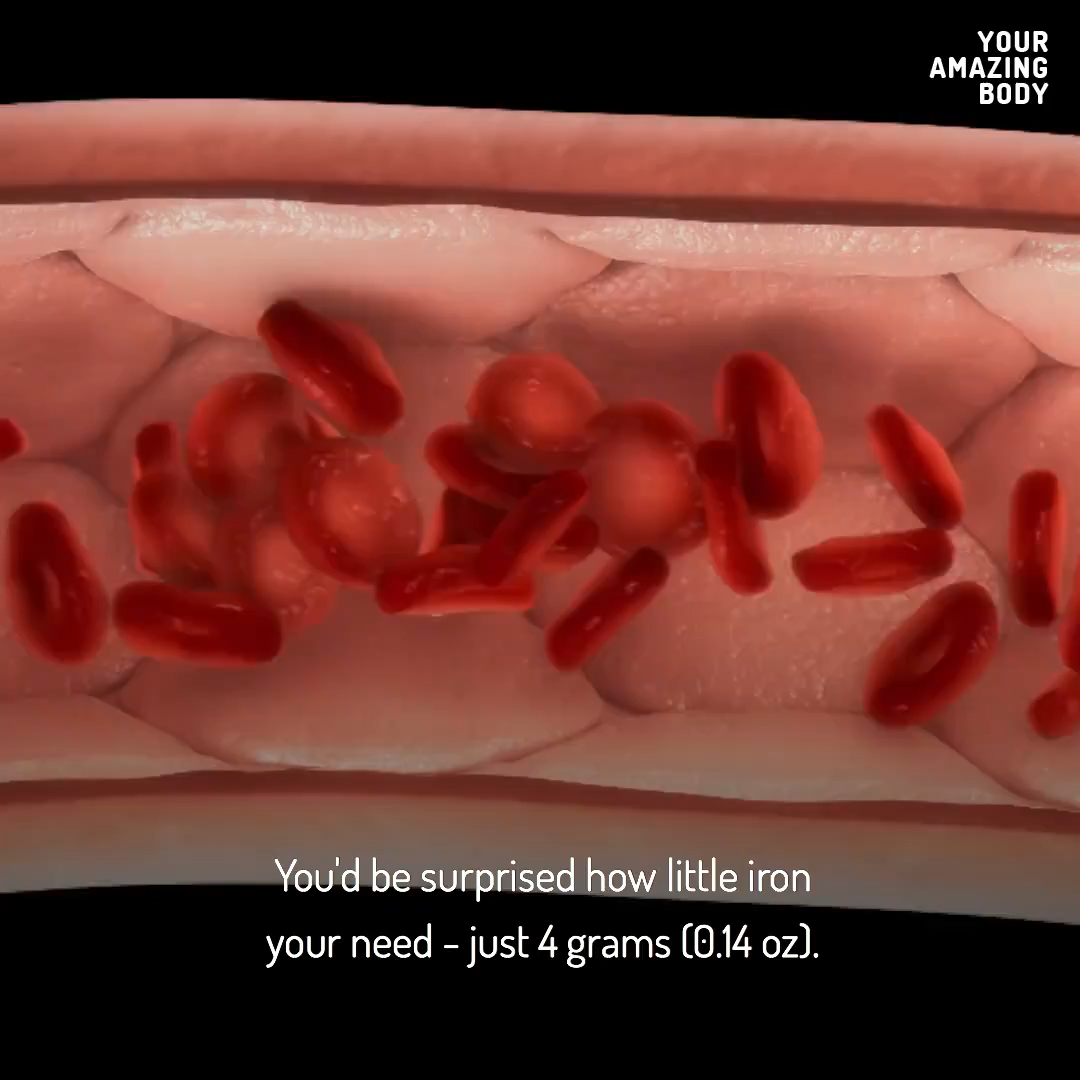 YOUR
AMAZING
BODY
You'd be surprised how little iron
your need - just 4 grams (0.14 oz).